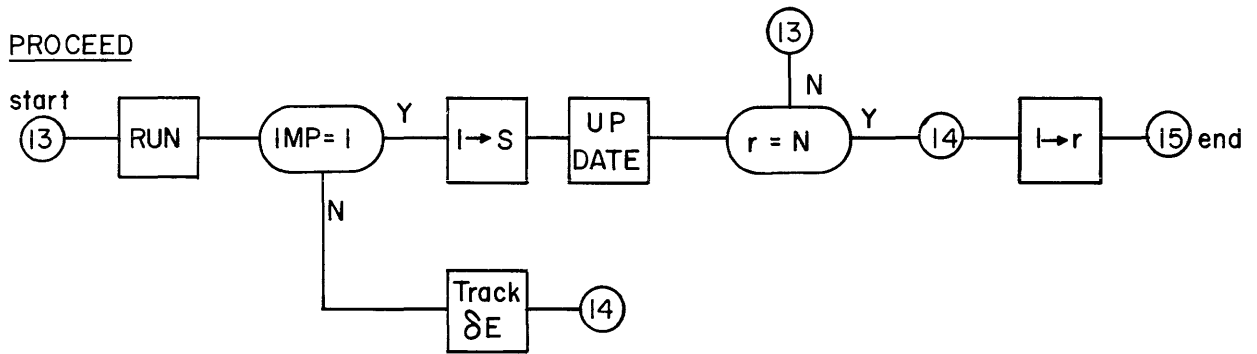 PROCEED
start
13
RUN
IMP = 1
Y
1→S
UP
DATE
r = N
N
13
Y
14
1→r
15 end
N
Track
δE
14